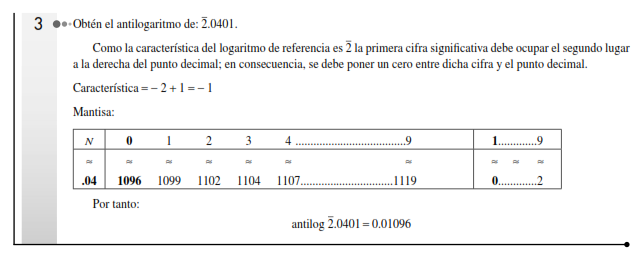 3 Obtén el antilogaritmo de: 2̅.0401.
Como la característica del logaritmo de referencia es 2̅ la primera cifra significativa debe ocupar el segundo lugar
a la derecha del punto decimal; en consecuencia, se debe poner un cero entre dicha cifra y el punto decimal.
Característica = – 2 + 1 = – 1
Mantisa:
N 0 1 2 3 4 .....................................9 1.............9
≈ ≈ ≈ ≈ ≈ ≈ ≈ ≈ ≈ ≈
.04 1096 1099 1102 1104 1107...............................1119 0.............2
Por tanto:
antilog 2̅.0401 = 0.01096